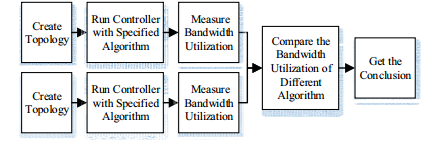 Create
Topology
Run Controller
with Specified
Algorithm
Measure
Bandwidth
Utilization
Create
Topology
Run Controller
with Specified
Algorithm
Measure
Bandwidth
Utilization
Compare the
Bandwidth
Utilization of
Different
Algorithm
Get the
Conclusion